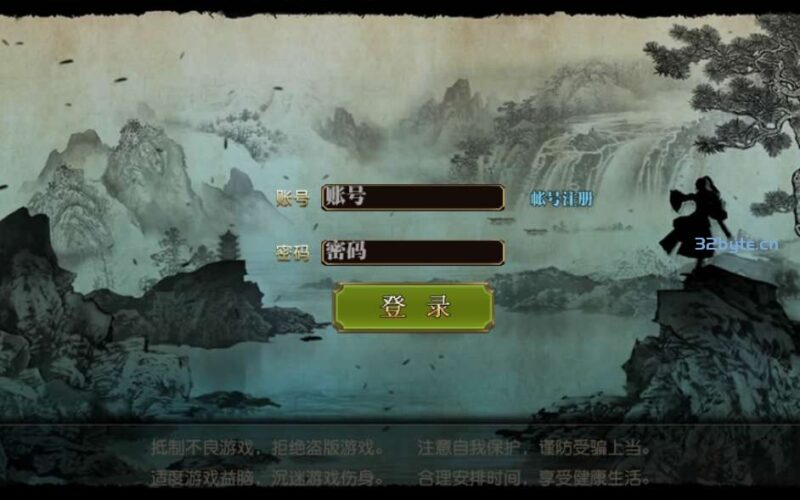 账号 账号 帐号注册
32byte.cn
密码 密码
登 录
抵制不良游戏，拒绝盗版游戏。 注意自我保护，谨防受骗上当。
适度游戏益脑，沉迷游戏伤身。 合理安排时间，享受健康生活。